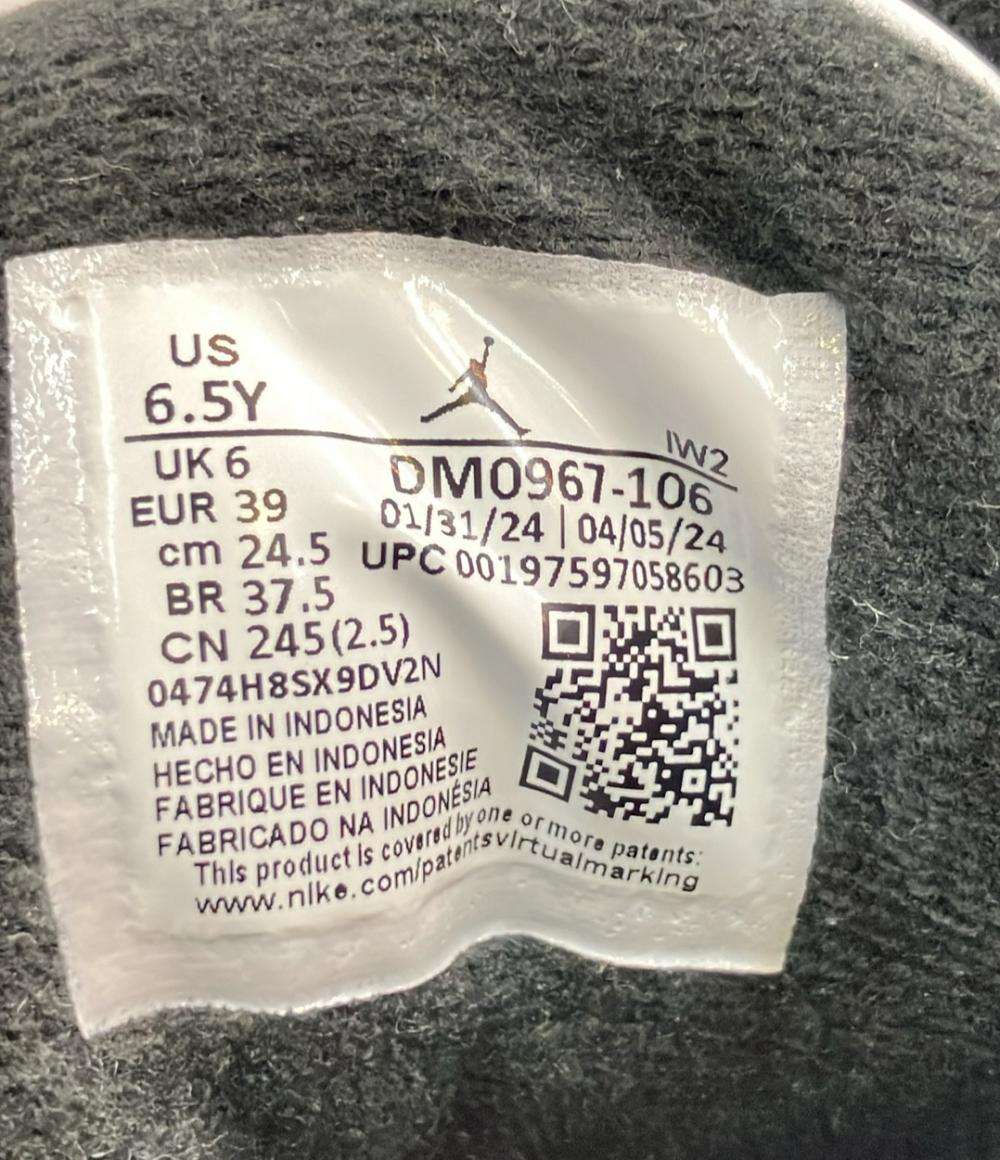 US
6.5Y
UK 6
EUR 39
cm 24.5
BR 37.5
CN 245(2.5)
0474H8SX9DV2N
MADE IN INDONESIA
HECHO EN INDONESIA
FABRIQUE EN INDONESIE
FABRICADO NA INDONÉSIA
IW2
DM0967-106
01/31/24 | 04/05/24
UPC 00197597058603
This product is covered by one or more patents:
www.nike.com/patentsvirtualmarking